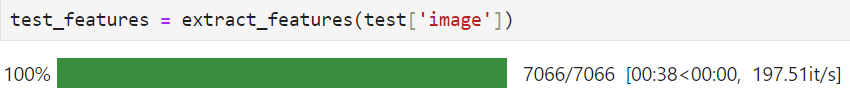 test_features = extract_features(test['image'])
100% 7066/7066 [00:38<00:00, 197.51it/s]